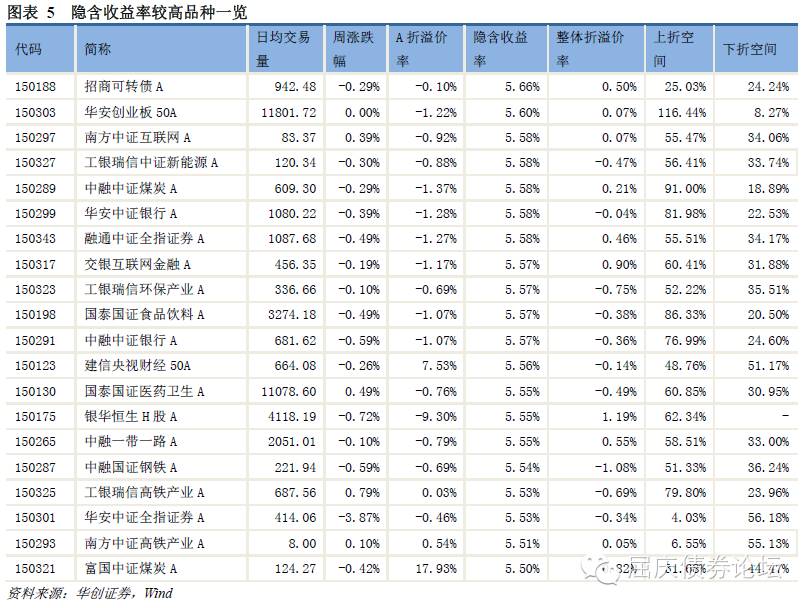 图表 5 隐含收益率较高品种一览
代码 简称 日均交易量 周涨跌幅 A 折溢价率 隐含收益率 整体折溢价率 上折空间 下折空间
150188 招商可转债 A 942.48 -0.29% -0.10% 5.66% 0.50% 25.03% 24.24%
150303 华安创业板 50A 11801.72 0.00% -1.22% 5.60% 0.07% 116.44% 8.27%
150297 南方中证互联网 A 83.37 0.39% -0.92% 5.58% 0.07% 55.47% 34.06%
150327 工银瑞信中证新能源 A 120.34 -0.30% -0.88% 5.58% -0.47% 56.41% 33.74%
150289 中融中证煤炭 A 609.30 -0.29% -1.37% 5.58% 0.21% 91.00% 18.89%
150299 华安中证银行 A 1080.22 -0.39% -1.28% 5.58% -0.04% 81.98% 22.53%
150343 融通中证全指证券 A 1087.68 -0.49% -1.27% 5.58% 0.46% 55.51% 34.17%
150317 交银互联网金融 A 456.35 -0.19% -1.17% 5.57% 0.90% 60.41% 31.88%
150323 工银瑞信环保产业 A 336.66 -0.10% -0.69% 5.57% -0.75% 52.22% 35.51%
150198 国泰国证食品饮料 A 3274.18 -0.49% -1.07% 5.57% -0.38% 86.33% 20.50%
150291 中融中证银行 A 681.62 -0.59% -1.07% 5.57% -0.36% 76.99% 24.60%
150123 建信央视财经 50A 664.08 -0.26% 7.53% 5.56% -0.14% 48.76% 51.17%
150130 国泰国证医药卫生 A 11078.60 0.49% -0.76% 5.55% -0.49% 60.85% 30.95%
150175 银华恒生 H 股 A 4118.19 -0.72% -9.30% 5.55% 1.19% 62.34% -
150265 中融一带一路 A 2051.01 -0.10% -0.79% 5.55% 0.55% 58.51% 33.00%
150287 中融国证钢铁 A 221.94 -0.59% -0.69% 5.54% -1.08% 51.33% 36.24%
150325 工银瑞信高铁产业 A 687.56 0.79% 0.03% 5.53% -0.69% 79.80% 23.96%
150301 华安中证全指证券 A 414.06 -3.87% -0.46% 5.53% -0.34% 4.03% 56.18%
150293 南方中证高铁产业 A 8.00 0.10% 0.54% 5.51% 0.05% 6.55% 55.13%
150321 富国中证煤炭 A 124.27 -0.42% 17.93% 5.50% 44.47%
屈庆债券论坛
资料来源：华创证券，Wind